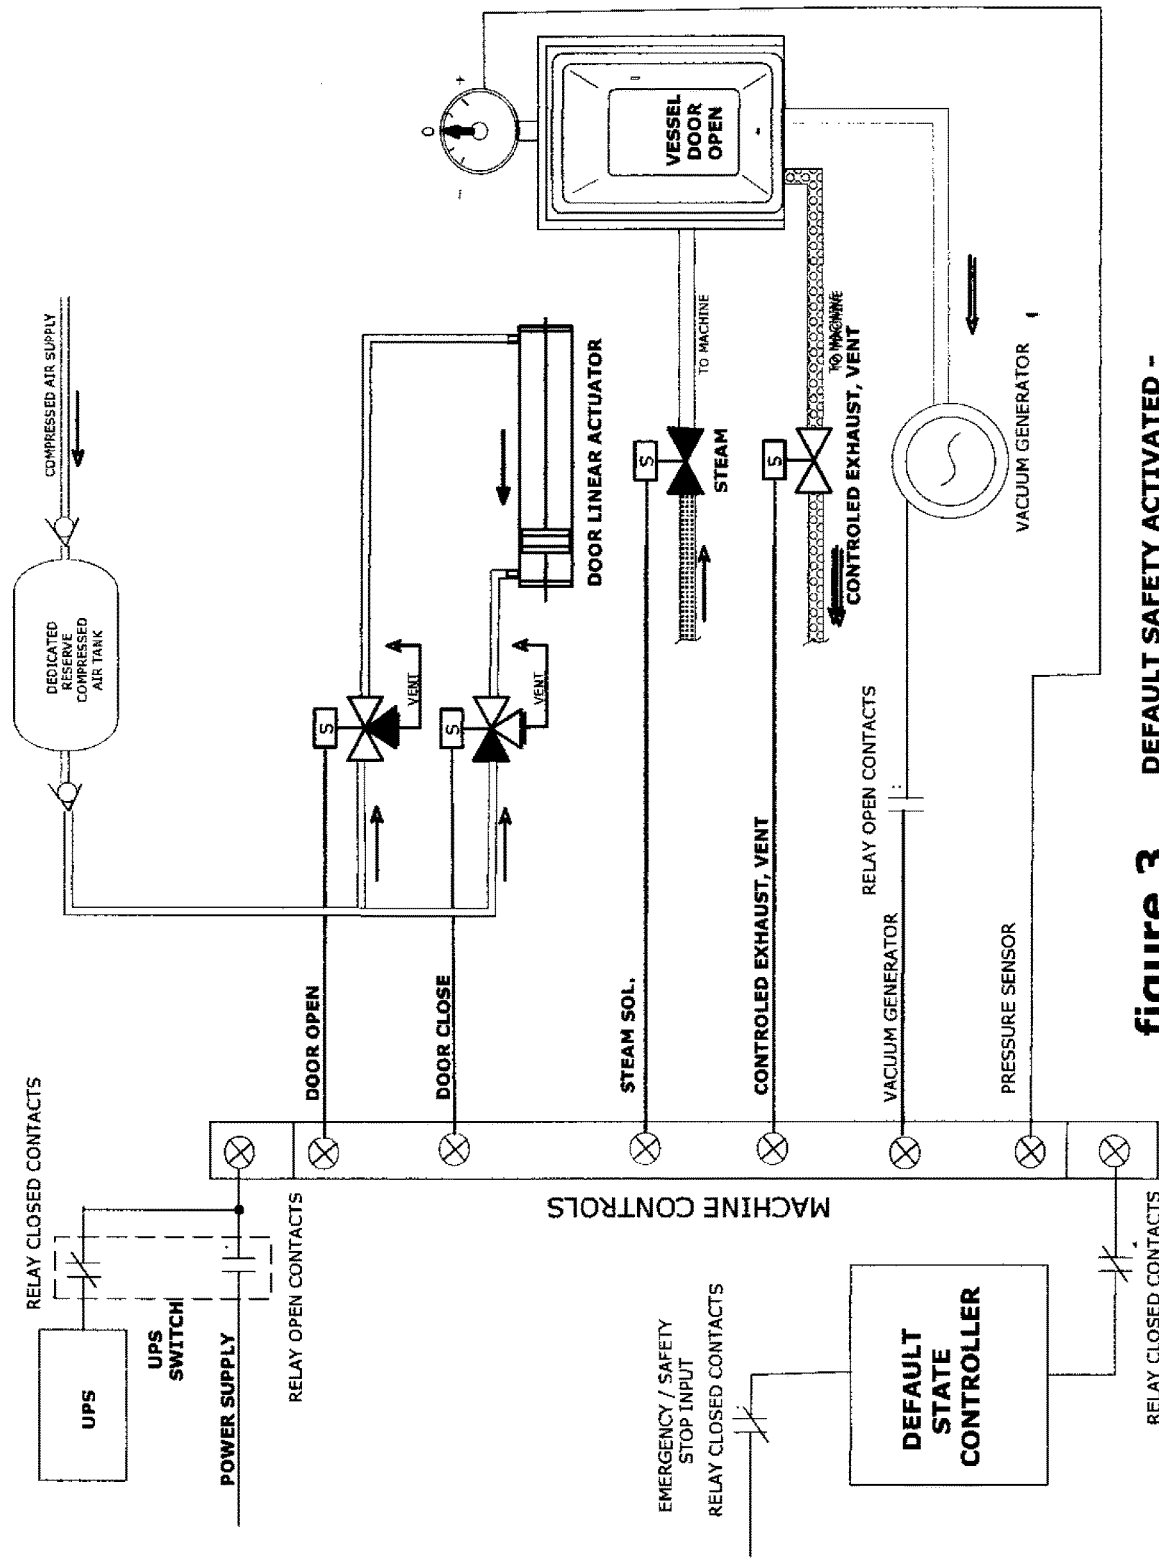 COMPRESSED AIR SUPPLY
DEDICATED
RESERVE
COMPRESSED
AIR TANK
RELAY CLOSED CONTACTS
UPS
UPS
SWITCH
POWER SUPPLY
RELAY OPEN CONTACTS
DOOR OPEN
S
VENT
DOOR CLOSE
S
VENT
DOOR LINEAR ACTUATOR
- 0 +
VESSEL
DOOR
OPEN
STEAM SOL.
S
STEAM
TO MACHINE
CONTROLED EXHAUST, VENT
S
TO MACHINE
CONTROLED EXHAUST, VENT
MACHINE CONTROLS
VACUUM GENERATOR
RELAY OPEN CONTACTS
VACUUM GENERATOR
PRESSURE SENSOR
EMERGENCY / SAFETY
STOP INPUT
RELAY CLOSED CONTACTS
DEFAULT
STATE
CONTROLLER
RELAY CLOSED CONTACTS
figure 3 DEFAULT SAFETY ACTIVATED -